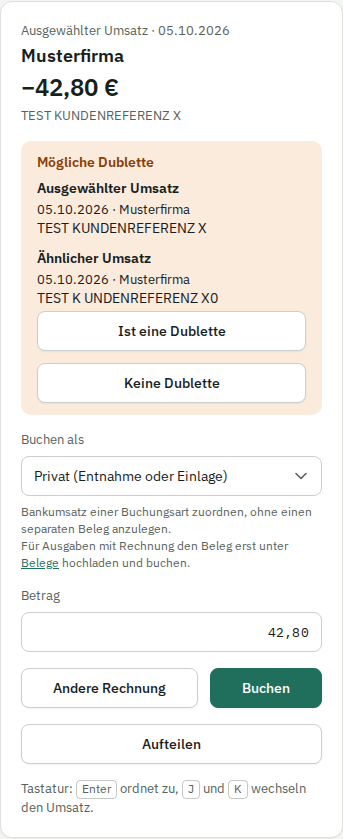 Ausgewählter Umsatz · 05.10.2026
Musterfirma
−42,80 €
TEST KUNDENREFERENZ X
Mögliche Dublette
Ausgewählter Umsatz
05.10.2026 · Musterfirma
TEST KUNDENREFERENZ X
Ähnlicher Umsatz
05.10.2026 · Musterfirma
TEST K UNDENREFERENZ X0
Ist eine Dublette
Keine Dublette
Buchen als
Privat (Entnahme oder Einlage)
Bankumsatz einer Buchungsart zuordnen, ohne einen
separaten Beleg anzulegen.
Für Ausgaben mit Rechnung den Beleg erst unter
Belege hochladen und buchen.
Betrag
42,80
Andere Rechnung
Buchen
Aufteilen
Tastatur: Enter ordnet zu, J und K wechseln
den Umsatz.